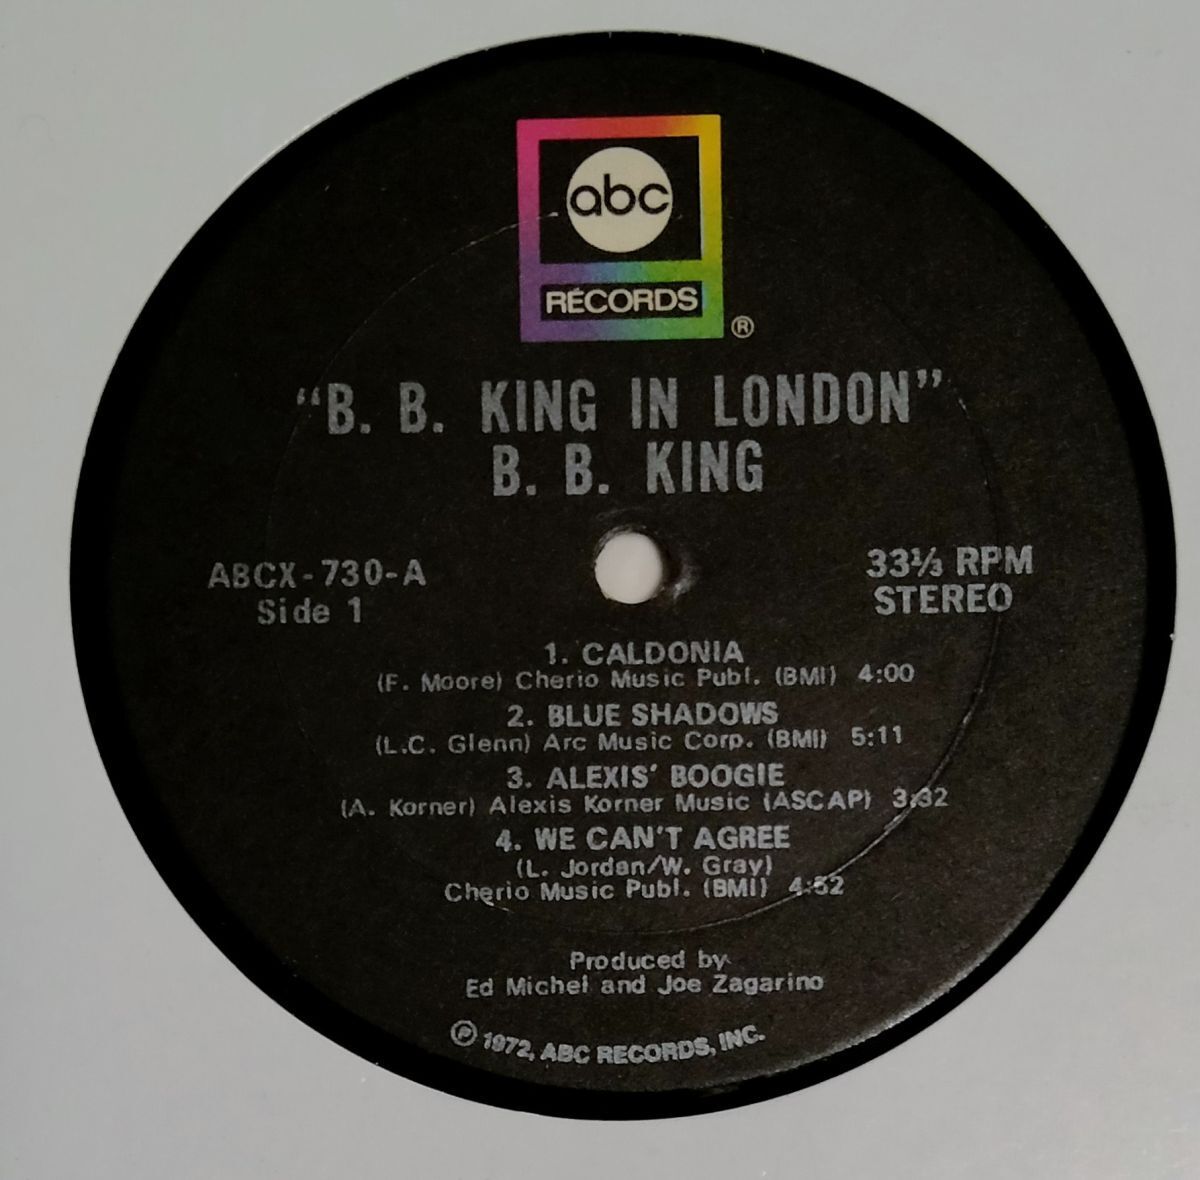 abc
RECORDS
®
"B. B. KING IN LONDON"
B. B. KING
ABCX-730-A
Side 1
33⅓ RPM
STEREO
1. CALDONIA
(F. Moore) Cherio Music Publ. (BMI) 4:00
2. BLUE SHADOWS
(L.C. Glenn) Arc Music Corp. (BMI) 5:11
3. ALEXIS' BOOGIE
(A. Korner) Alexis Korner Music (ASCAP) 3:32
4. WE CAN'T AGREE
(L. Jordan/W. Gray)
Cherio Music Publ. (BMI) 4:52
Produced by
Ed Michel and Joe Zagarino
℗ 1972, ABC RECORDS, INC.